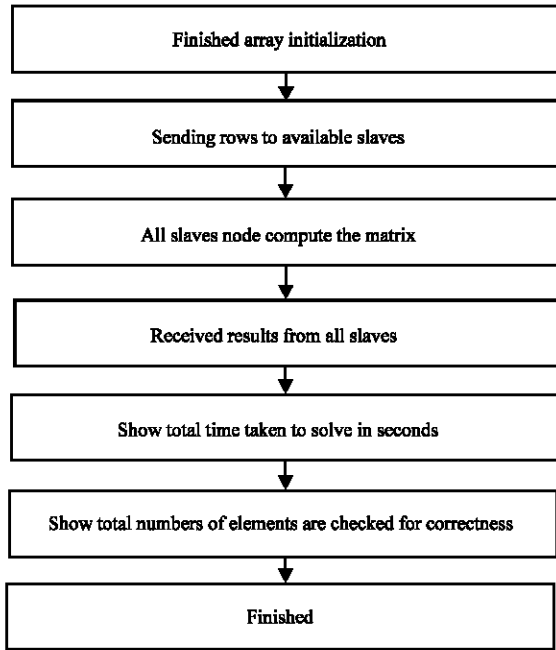 Finished array initialization
Sending rows to available slaves
All slaves node compute the matrix
Received results from all slaves
Show total time taken to solve in seconds
Show total numbers of elements are checked for correctness
Finished